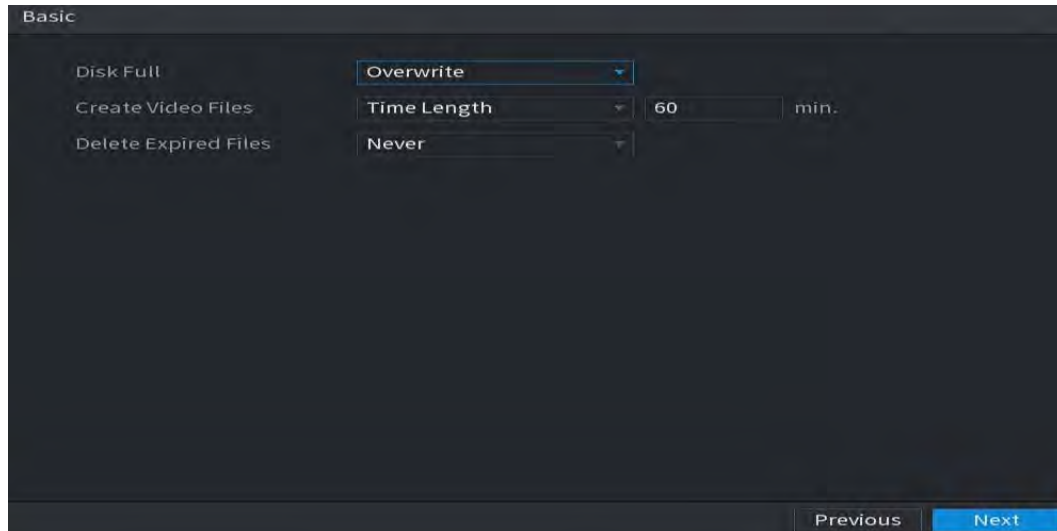 Basic
Disk Full Overwrite
Create Video Files Time Length 60 min.
Delete Expired Files Never
Previous Next